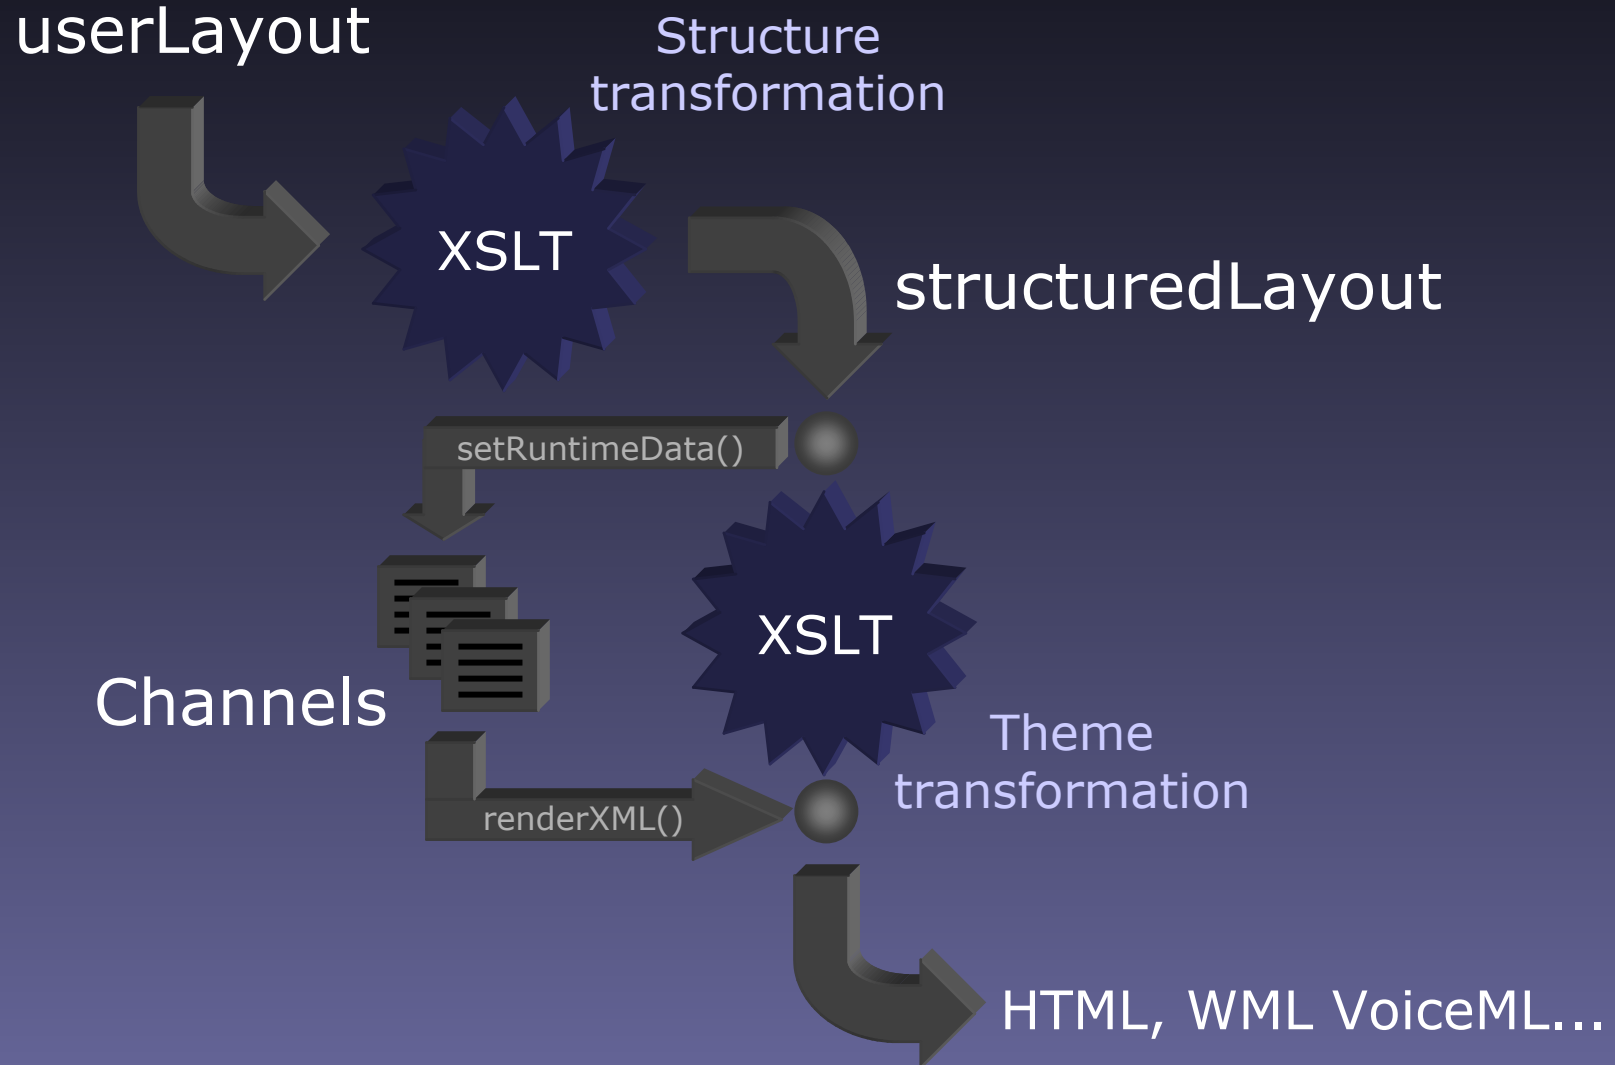 userLayout
Structure
transformation
XSLT
structuredLayout
setRuntimeData()
XSLT
Channels
Theme
transformation
renderXML()
HTML, WML VoiceML...